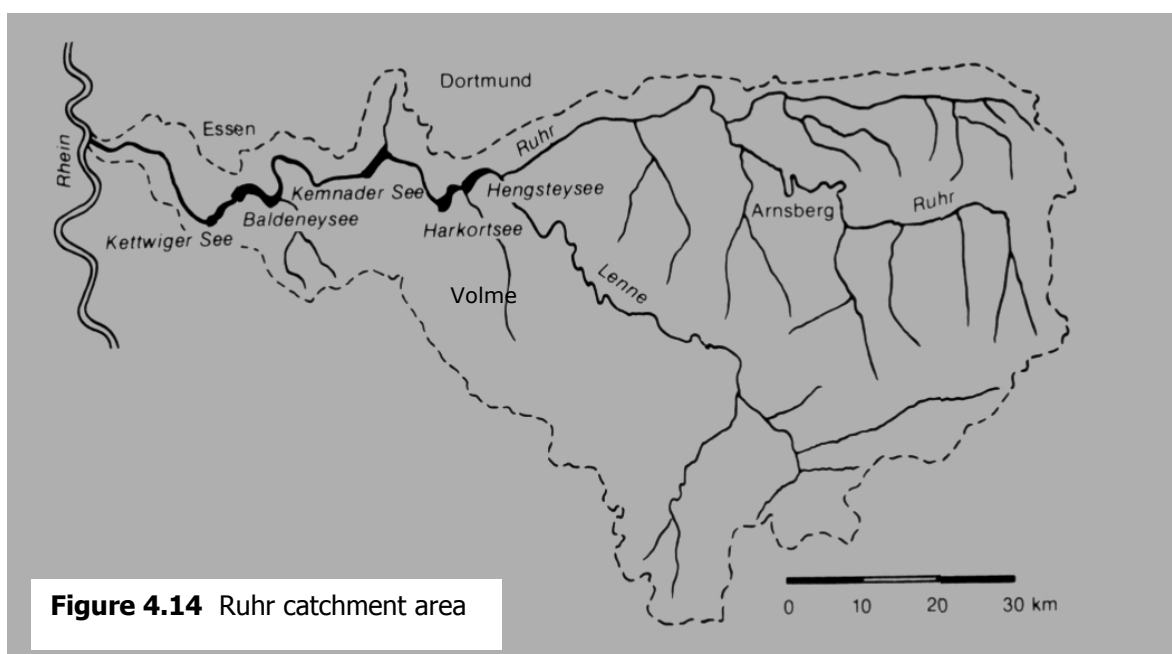 Dortmund
Essen
Ruhr
Rhein
Kemnader See
Hengsteysee
Baldeneysee
Arnsberg
Ruhr
Kettwiger See
Harkortsee
Lenne
Volme
Figure 4.14 Ruhr catchment area
0 10 20 30 km